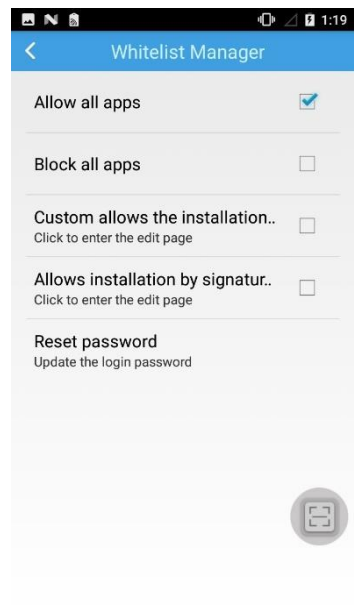 1:19
Whitelist Manager
Allow all apps
Block all apps
Custom allows the installation..
Click to enter the edit page
Allows installation by signatur..
Click to enter the edit page
Reset password
Update the login password